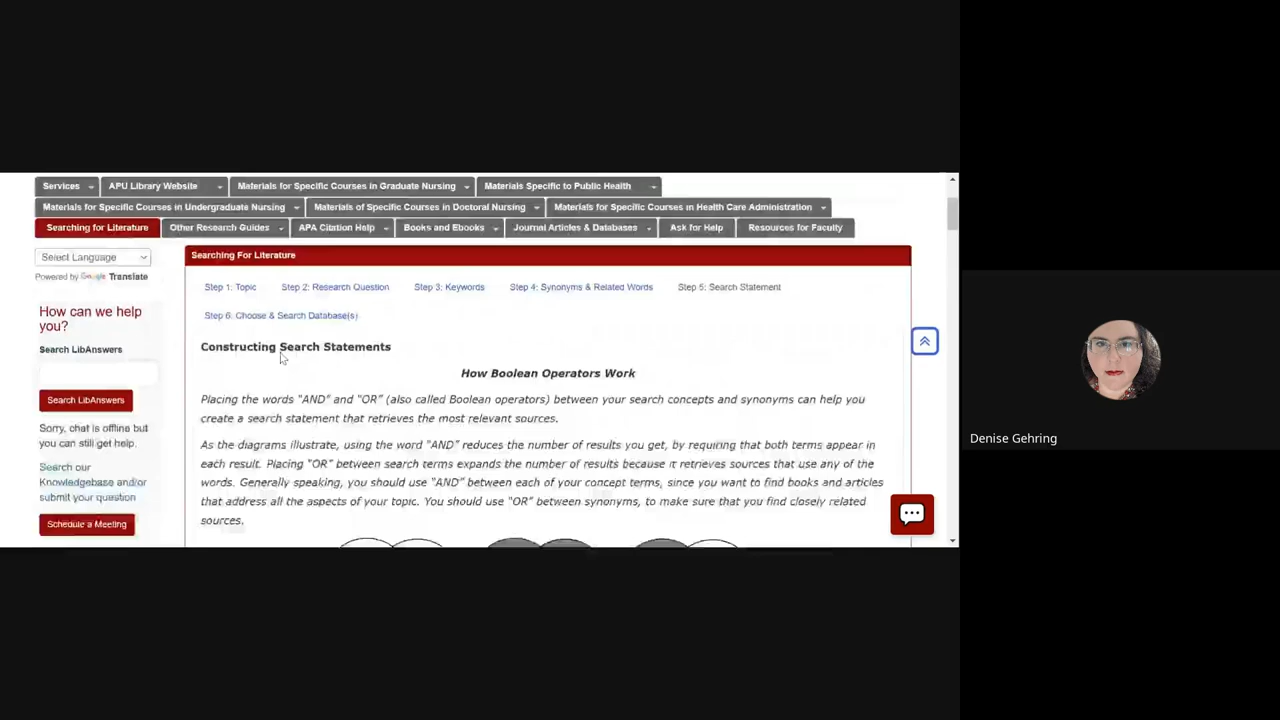 Services
APU Library Website
Materials for Specific Courses in Graduate Nursing
Materials Specific to Public Health
Materials for Specific Courses in Undergraduate Nursing
Materials of Specific Courses in Doctoral Nursing
Materials for Specific Courses in Health Care Administration
Searching for Literature
Other Research Guides
APA Citation Help
Books and Ebooks
Journal Articles & Databases
Ask for Help
Resources for Faculty
Select Language
Powered by Google Translate
How can we help
you?
Search LibAnswers
Search LibAnswers
Sorry, chat is offline but
you can still get help.
Search our
Knowledgebase and/or
submit your question
Schedule a Meeting
Searching For Literature
Step 1: Topic
Step 2: Research Question
Step 3: Keywords
Step 4: Synonyms & Related Words
Step 5: Search Statement
Step 6: Choose & Search Database(s)
Constructing Search Statements
How Boolean Operators Work
Placing the words "AND" and "OR" (also called Boolean operators) between your search concepts and synonyms can help you
create a search statement that retrieves the most relevant sources.
As the diagrams illustrate, using the word "AND" reduces the number of results you get, by requiring that both terms appear in
each result. Placing "OR" between search terms expands the number of results because it retrieves sources that use any of the
words. Generally speaking, you should use "AND" between each of your concept terms, since you want to find books and articles
that address all the aspects of your topic. You should use "OR" between synonyms, to make sure that you find closely related
sources.
Denise Gehring